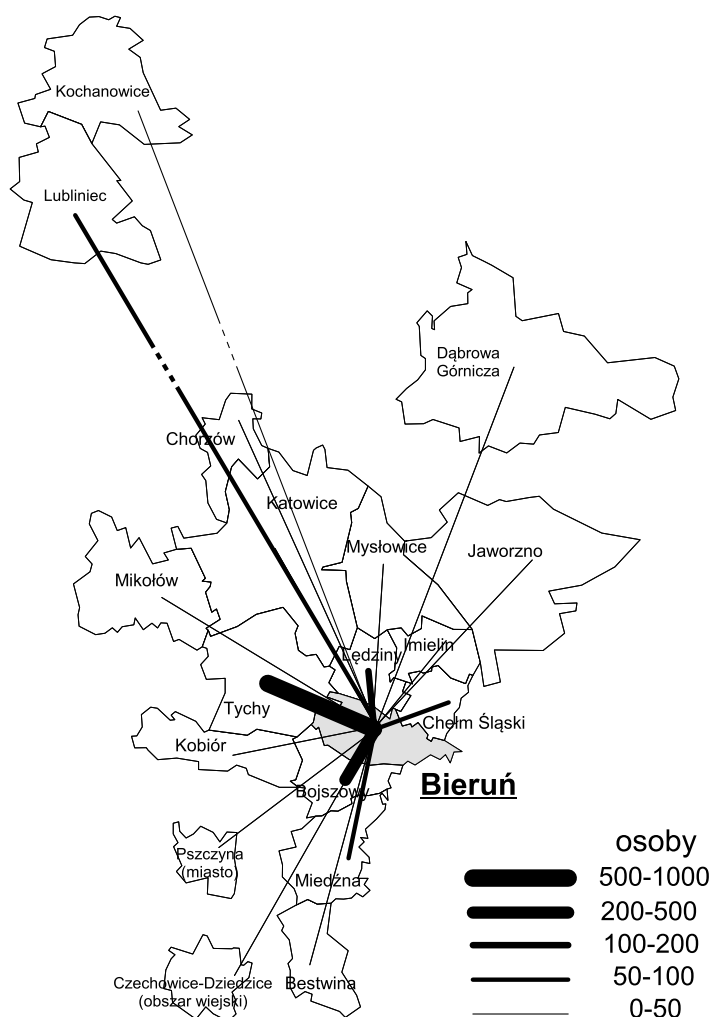 Kochanowice
Lubliniec
Dąbrowa
Górnicza
Chorzów
Katowice
Mysłowice
Jaworzno
Mikołów
Imielin
Lędziny
Tychy
Chełm Śląski
Kobiór
Bieruń
Bojszowy
Pszczyna
(miasto)
Miedźna
Czechowice-Dziedzice
(obszar wiejski)
Bestwina
osoby
500-1000
200-500
100-200
50-100
0-50